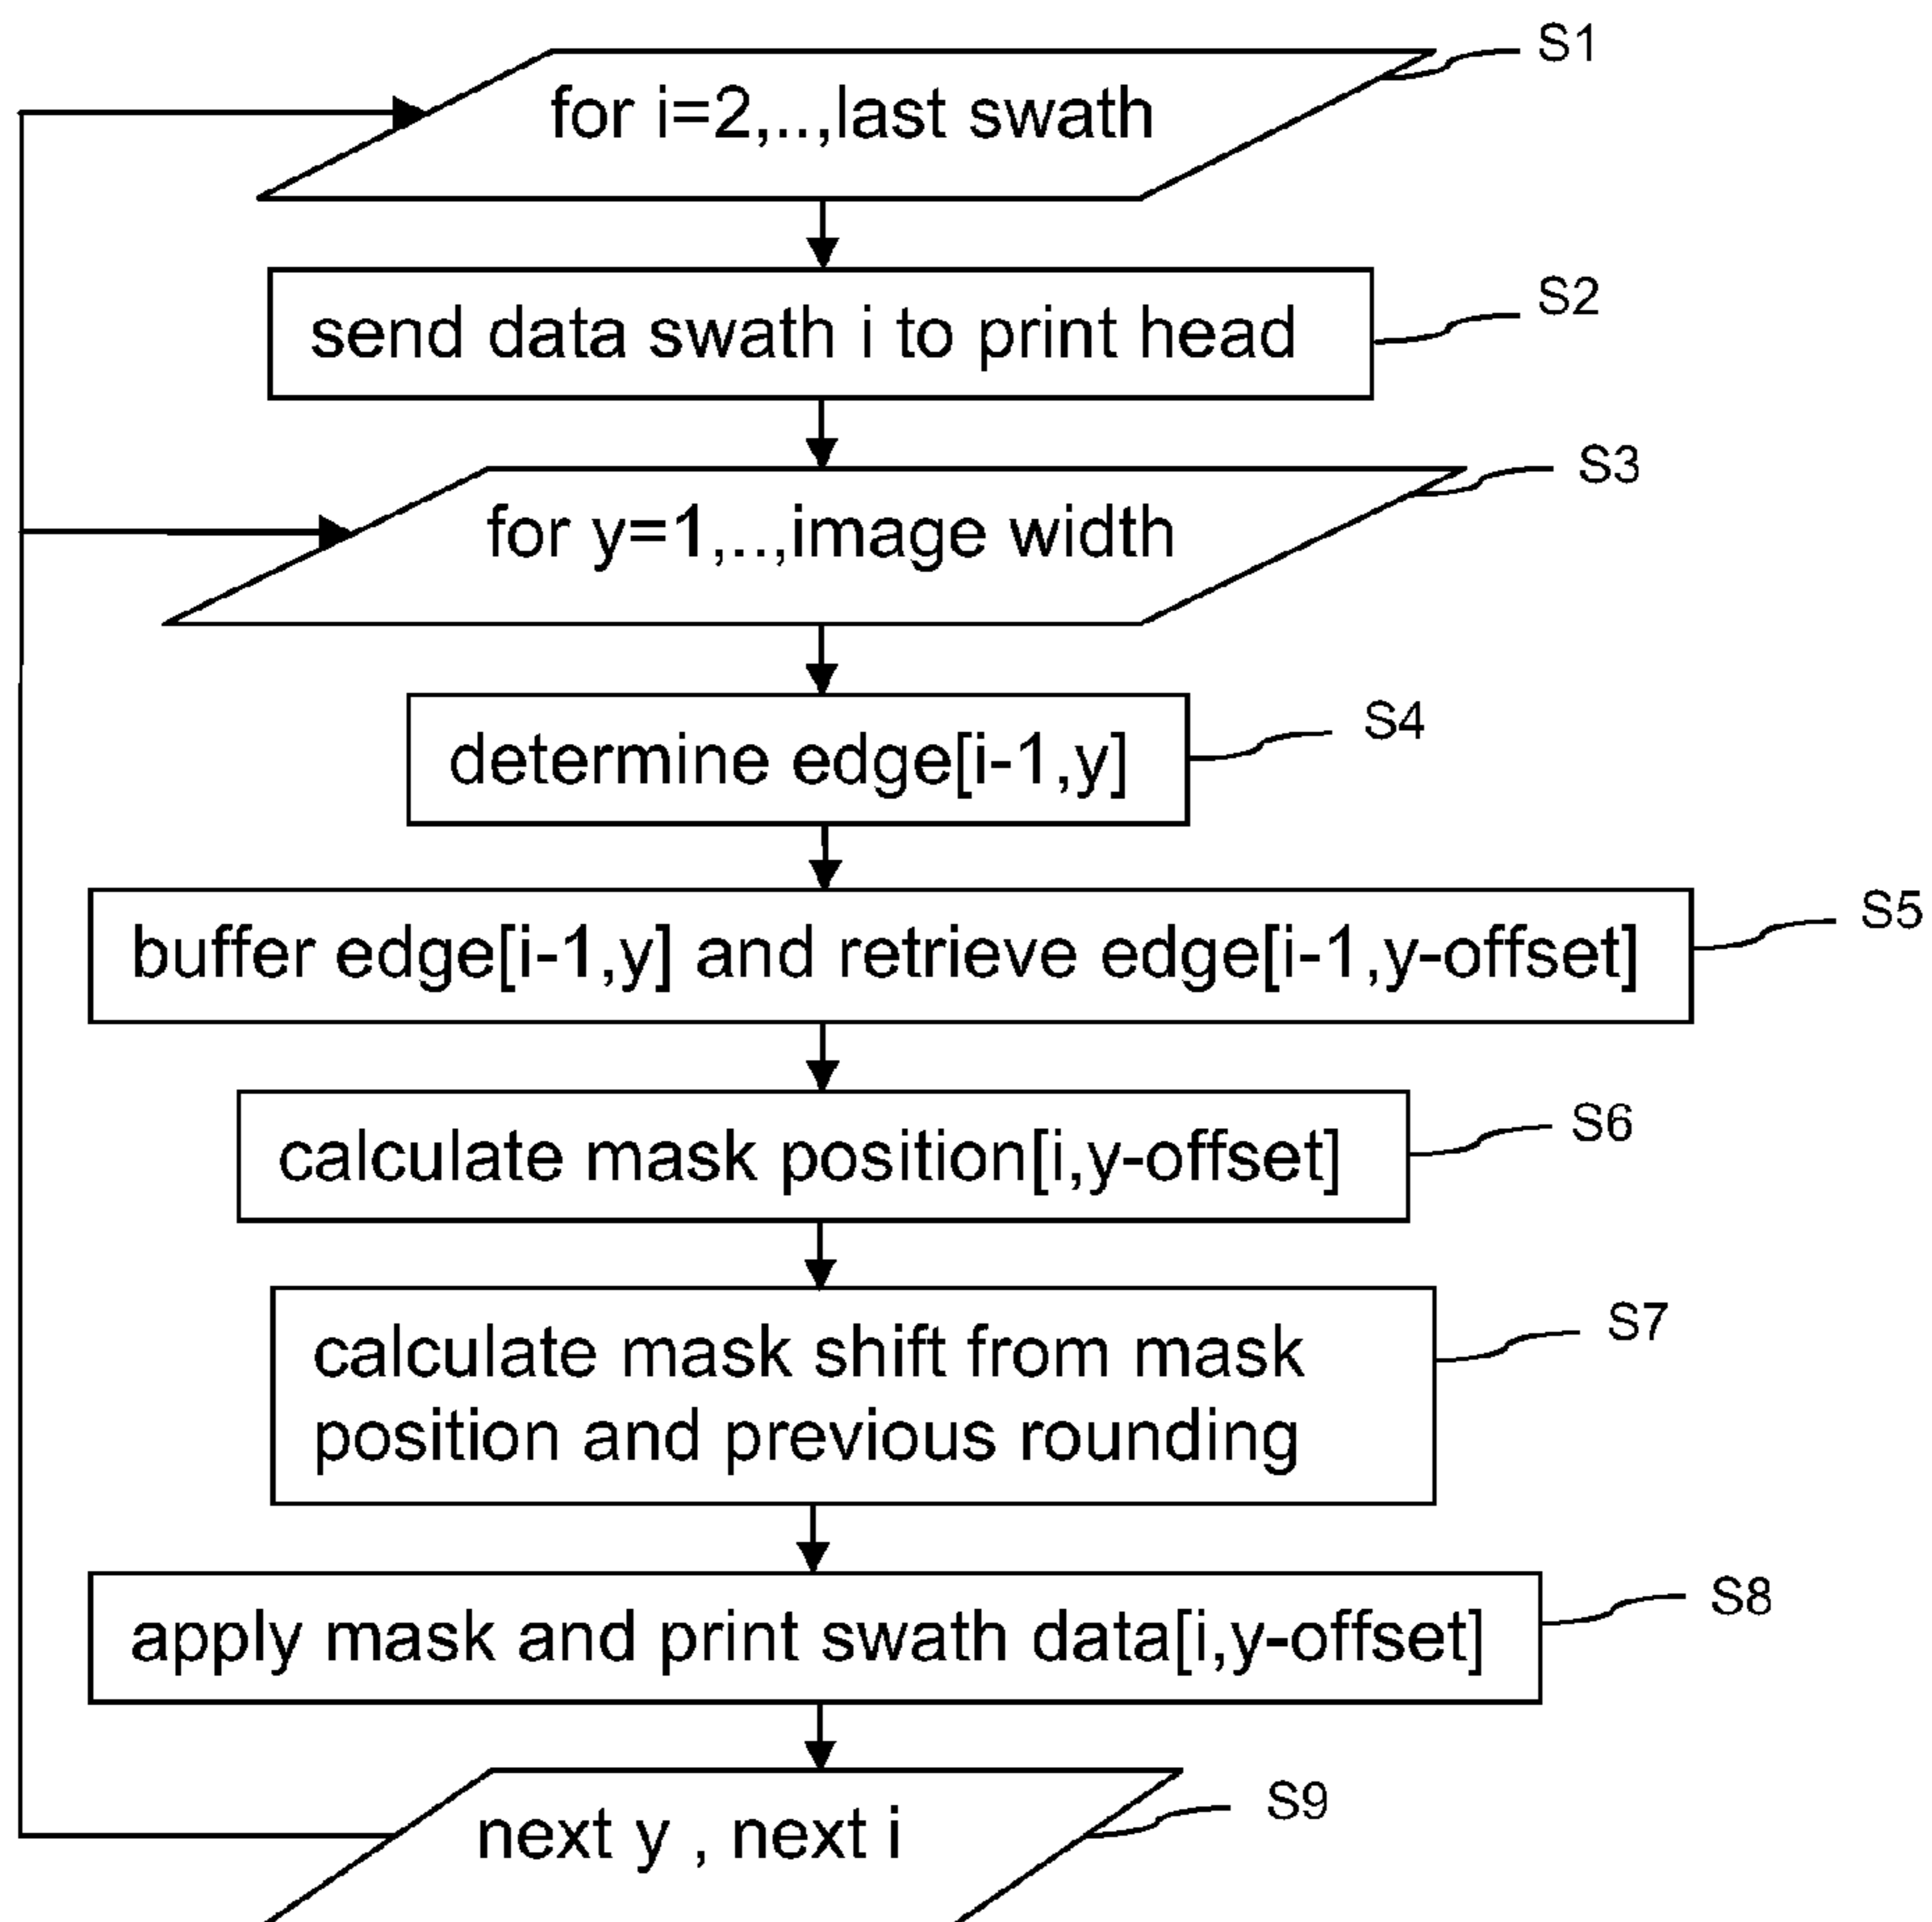 S1
for i=2,..,last swath
S2
send data swath i to print head
S3
for y=1,..,image width
S4
determine edge[i-1,y]
S5
buffer edge[i-1,y] and retrieve edge[i-1,y-offset]
S6
calculate mask position[i,y-offset]
S7
calculate mask shift from mask
position and previous rounding
S8
apply mask and print swath data[i,y-offset]
S9
next y , next i